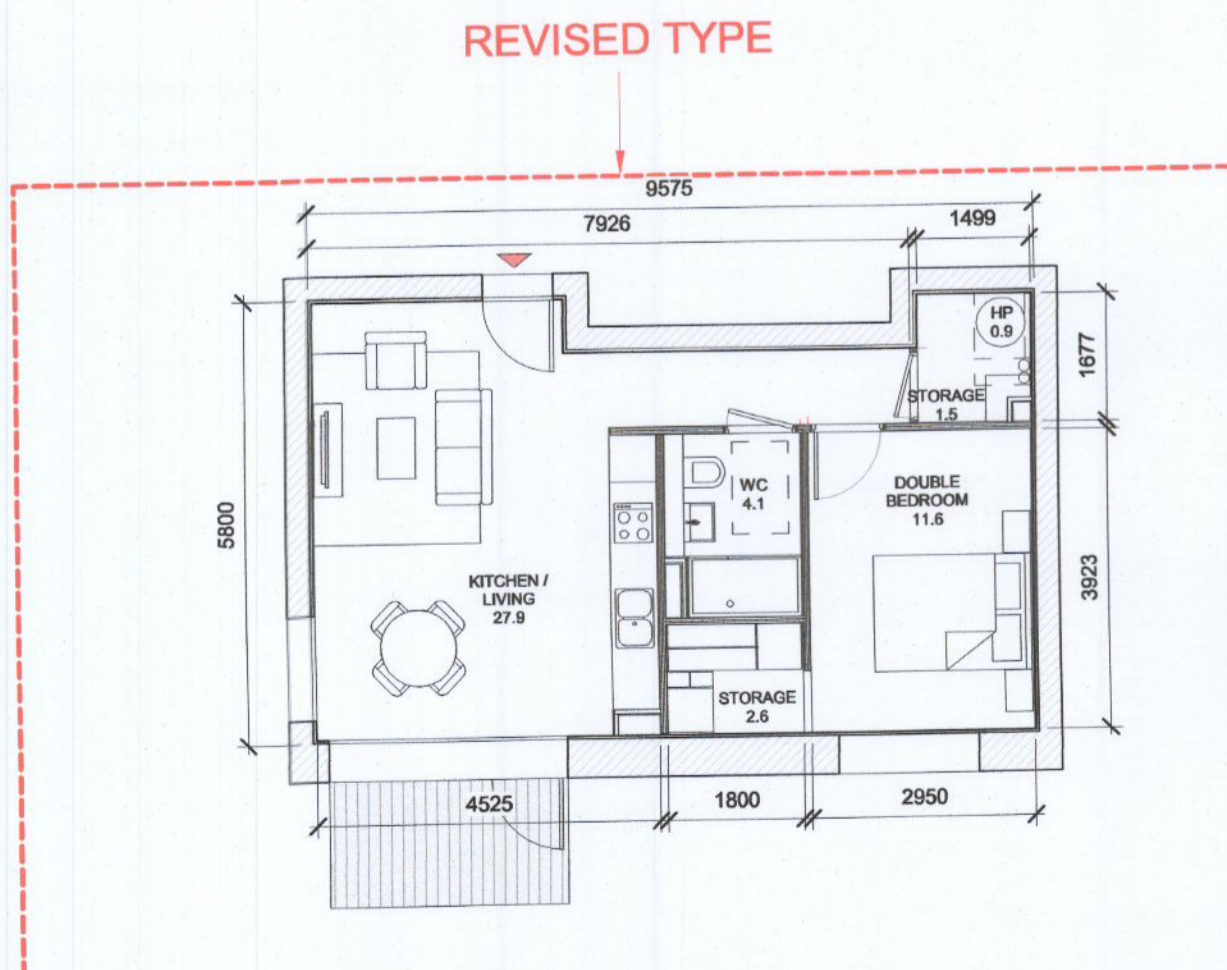 REVISED TYPE
9575
7926
1499
HP
0.9
1677
STORAGE
1.5
WC
4.1
DOUBLE
BEDROOM
11.6
5800
KITCHEN /
LIVING
27.9
3923
STORAGE
2.6
4525
1800
2950